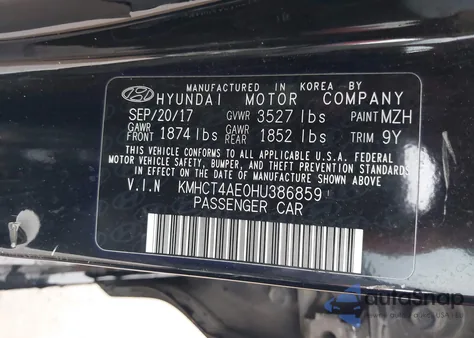 MANUFACTURED IN KOREA BY
HYUNDAI MOTOR COMPANY
SEP/20/17 GVWR 3527 lbs PAINT MZH
GAWR FRONT 1874 lbs GAWR REAR 1852 lbs TRIM 9Y
THIS VEHICLE CONFORMS TO ALL APPLICABLE U.S.A. FEDERAL
MOTOR VEHICLE SAFETY, BUMPER, AND THEFT PREVENTION STANDARDS
IN EFFECT ON THE DATE OF MANUFACTURE SHOWN ABOVE.
V.I.N KMHCT4AE0HU386859
PASSENGER CAR
autoSnap